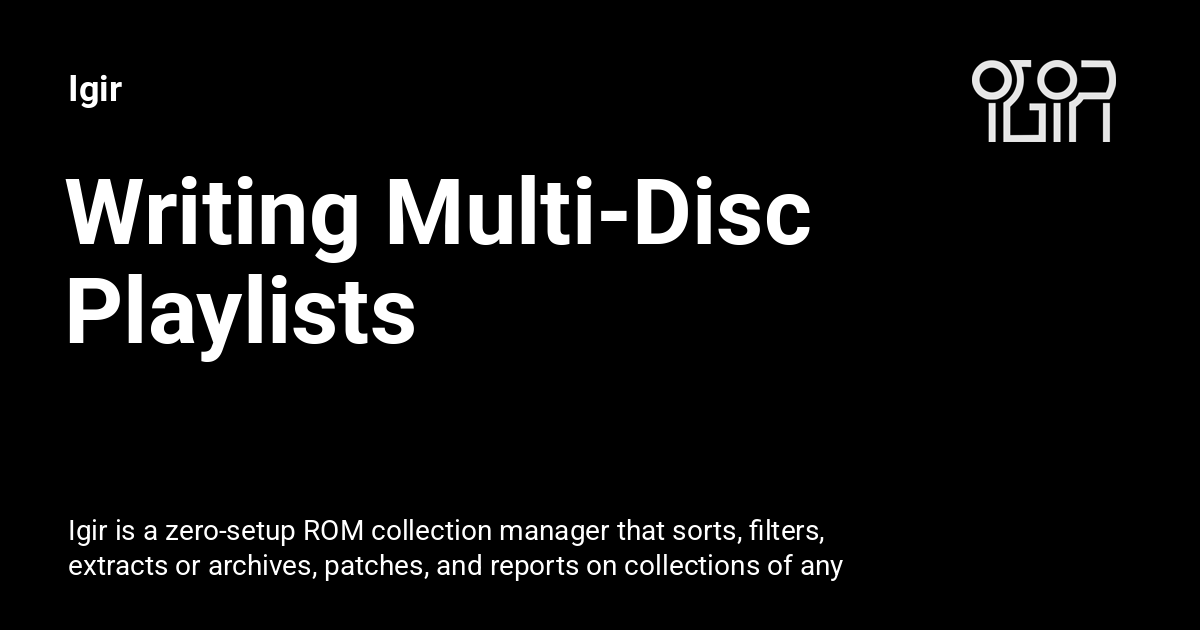 Igir
IGIR
Writing Multi-Disc
Playlists
Igir is a zero-setup ROM collection manager that sorts, filters,
extracts or archives, patches, and reports on collections of any